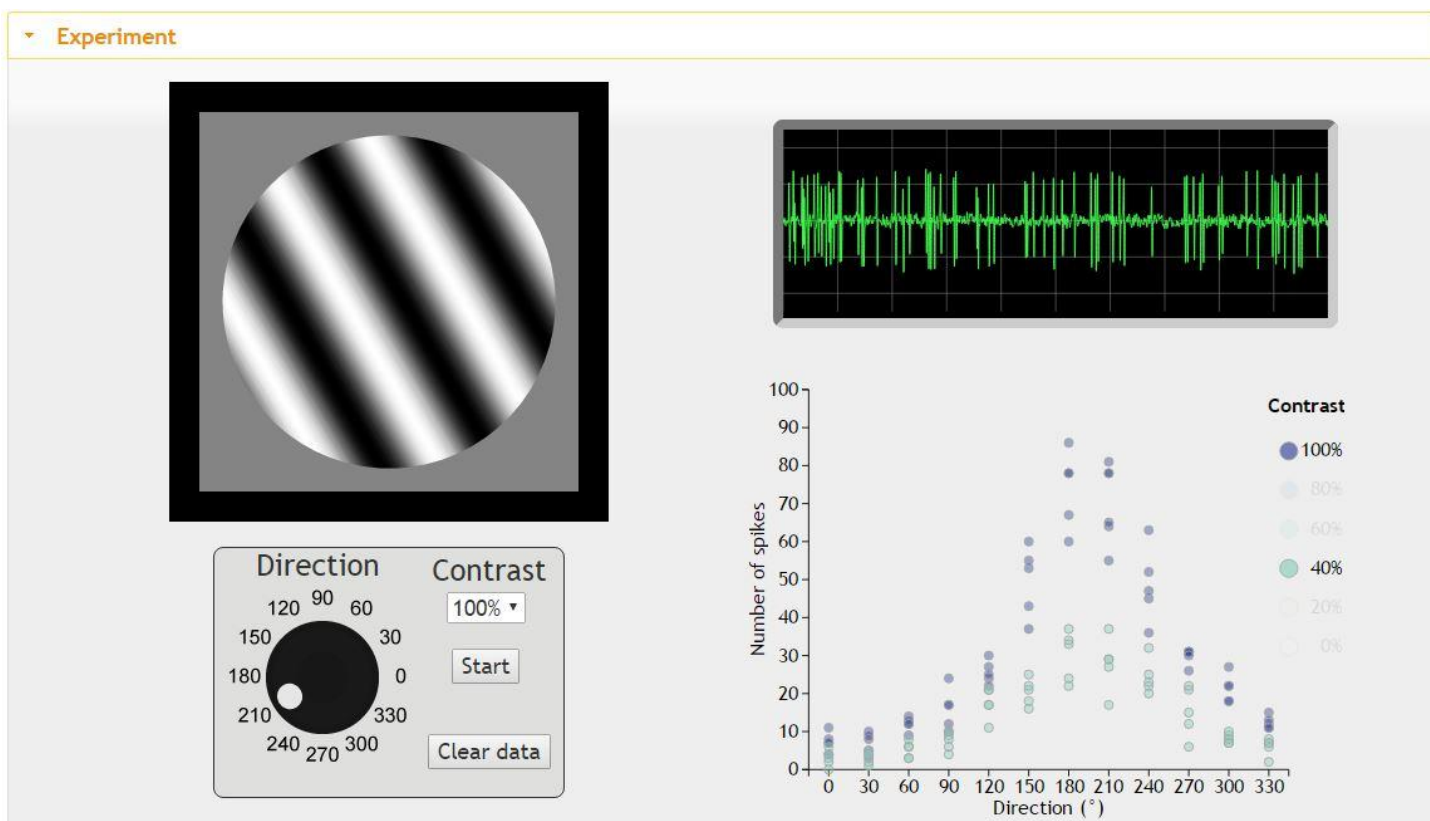 Experiment
Direction
Contrast
100%
90
120 60
150 30
180 0
210 330
240 300
270
Start
Clear data
100
90
80
70
60
50
40
30
20
10
0
Number of spikes
0 30 60 90 120 150 180 210 240 270 300 330
Direction (°)
Contrast
100%
80%
60%
40%
20%
0%